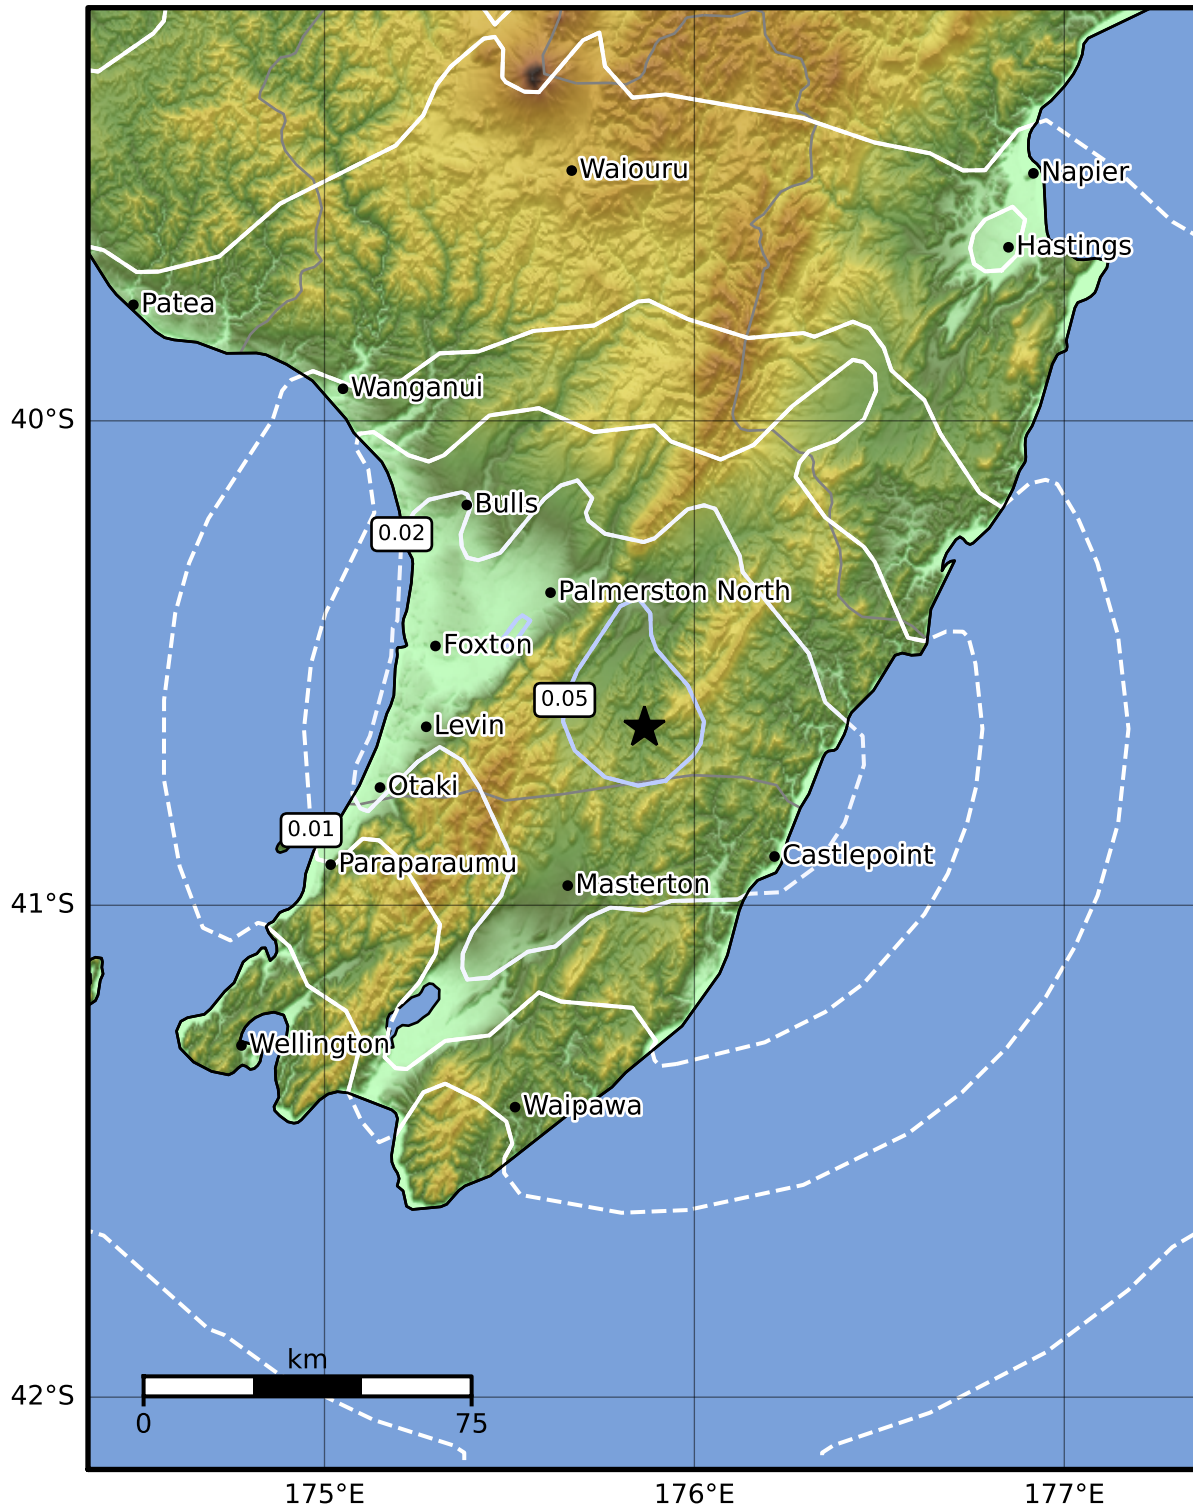 Waiouru
Napier
Hastings
Patea
Wanganui
40°S
Bulls
0.02
Palmerston North
Foxton
0.05
Levin
Otaki
0.01
Paraparaumu
Castlepoint
Masterton
41°S
Wellington
Waipawa
km
42°S
0
75
175°E
176°E
177°E